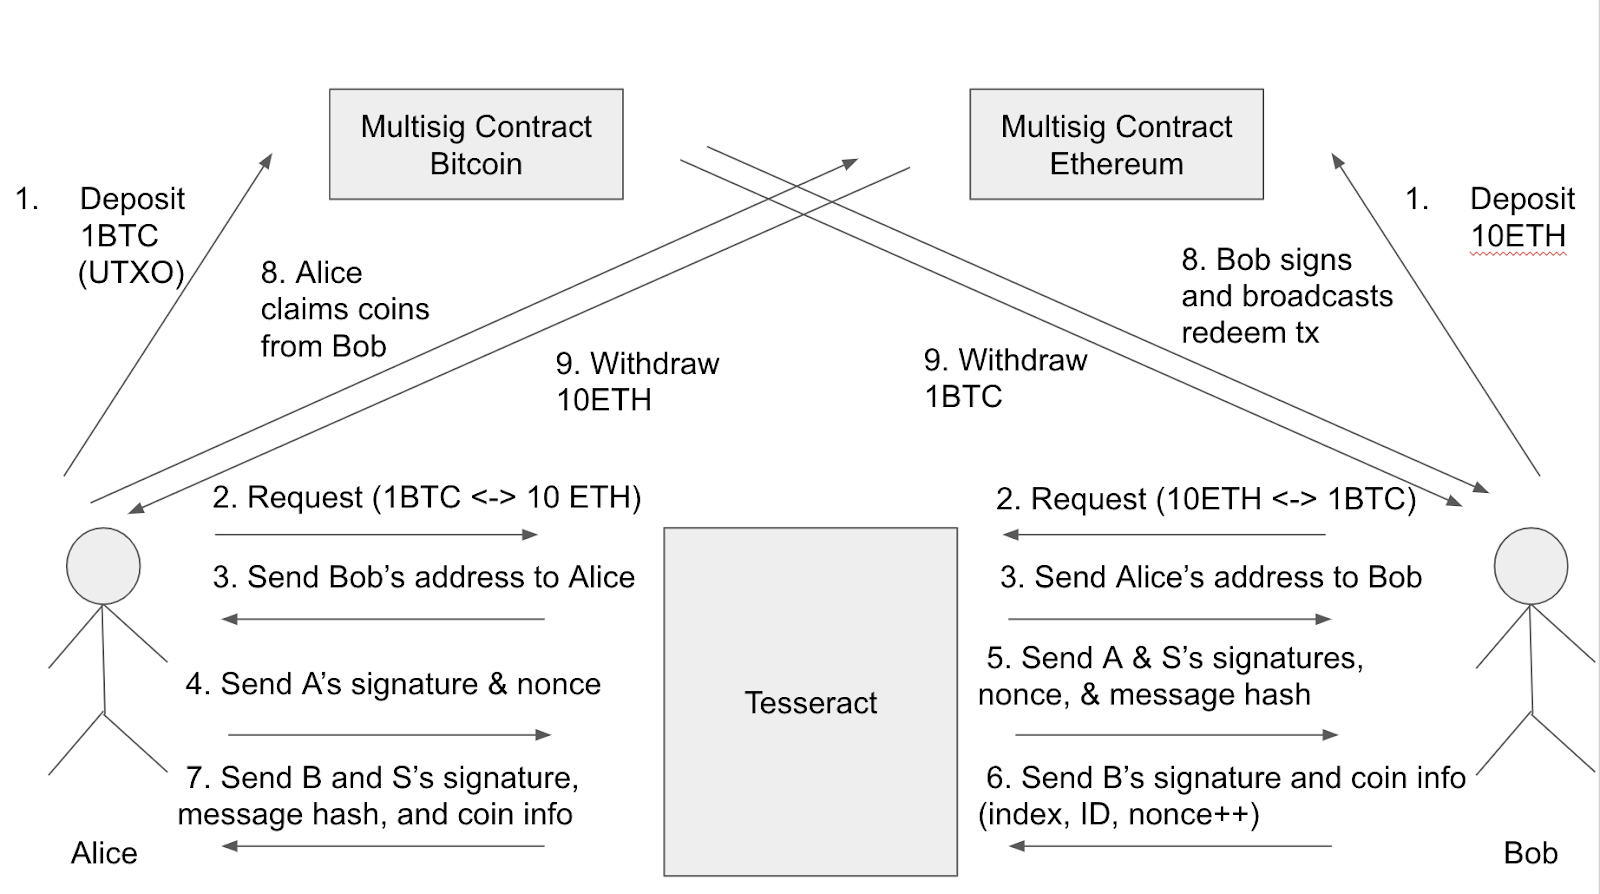 Multisig Contract
Bitcoin
Multisig Contract
Ethereum
1. Deposit
1BTC
(UTXO)
1. Deposit
10ETH
8. Alice
claims coins
from Bob
8. Bob signs
and broadcasts
redeem tx
9. Withdraw
10ETH
9. Withdraw
1BTC
2. Request (1BTC <-> 10 ETH)
2. Request (10ETH <-> 1BTC)
3. Send Bob’s address to Alice
3. Send Alice’s address to Bob
4. Send A’s signature & nonce
5. Send A & S’s signatures,
nonce, & message hash
Tesseract
7. Send B and S’s signature,
message hash, and coin info
6. Send B’s signature and coin info
(index, ID, nonce++)
Alice
Bob